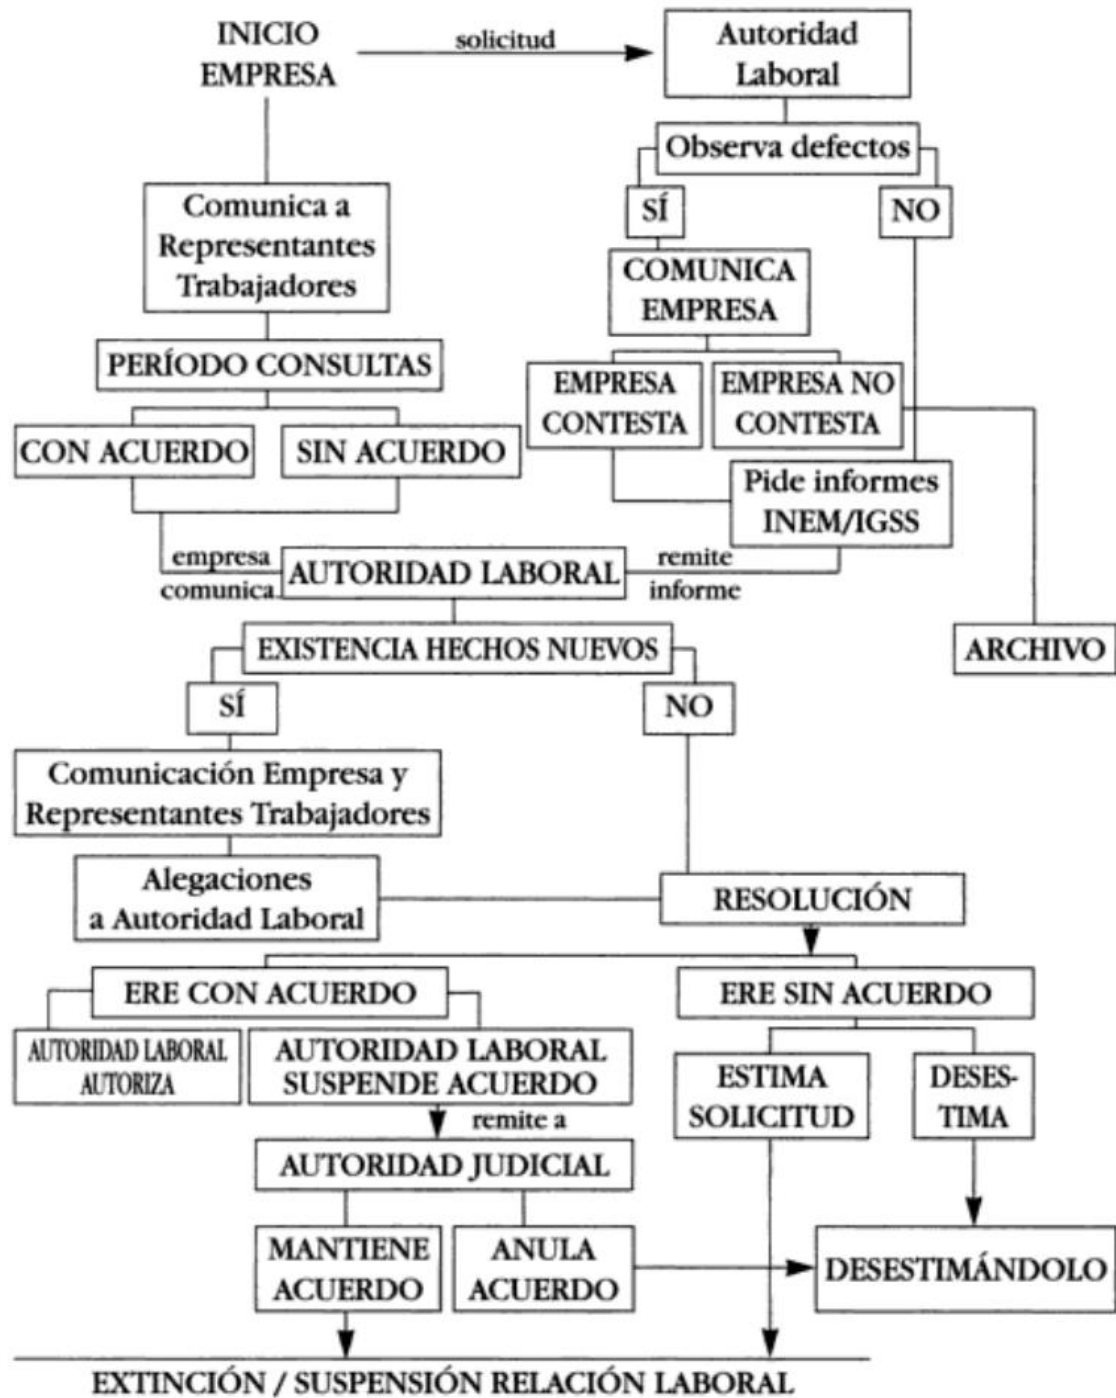 INICIO
EMPRESA
solicitud
Autoridad
Laboral
Observa defectos
SÍ
NO
Comunica a
Representantes
Trabajadores
COMUNICA
EMPRESA
PERÍODO CONSULTAS
EMPRESA
CONTESTA
EMPRESA NO
CONTESTA
CON ACUERDO
SIN ACUERDO
Pide informes
INEM/IGSS
empresa
comunica
AUTORIDAD LABORAL
remite
informe
EXISTENCIA HECHOS NUEVOS
ARCHIVO
SÍ
NO
Comunicación Empresa y
Representantes Trabajadores
Alegaciones
a Autoridad Laboral
RESOLUCIÓN
ERE CON ACUERDO
ERE SIN ACUERDO
AUTORIDAD LABORAL
AUTORIZA
AUTORIDAD LABORAL
SUSPENDE ACUERDO
ESTIMA
SOLICITUD
DESES-
TIMA
remite a
AUTORIDAD JUDICIAL
MANTIENE
ACUERDO
ANULA
ACUERDO
DESESTIMÁNDOLO
EXTINCIÓN / SUSPENSIÓN RELACIÓN LABORAL